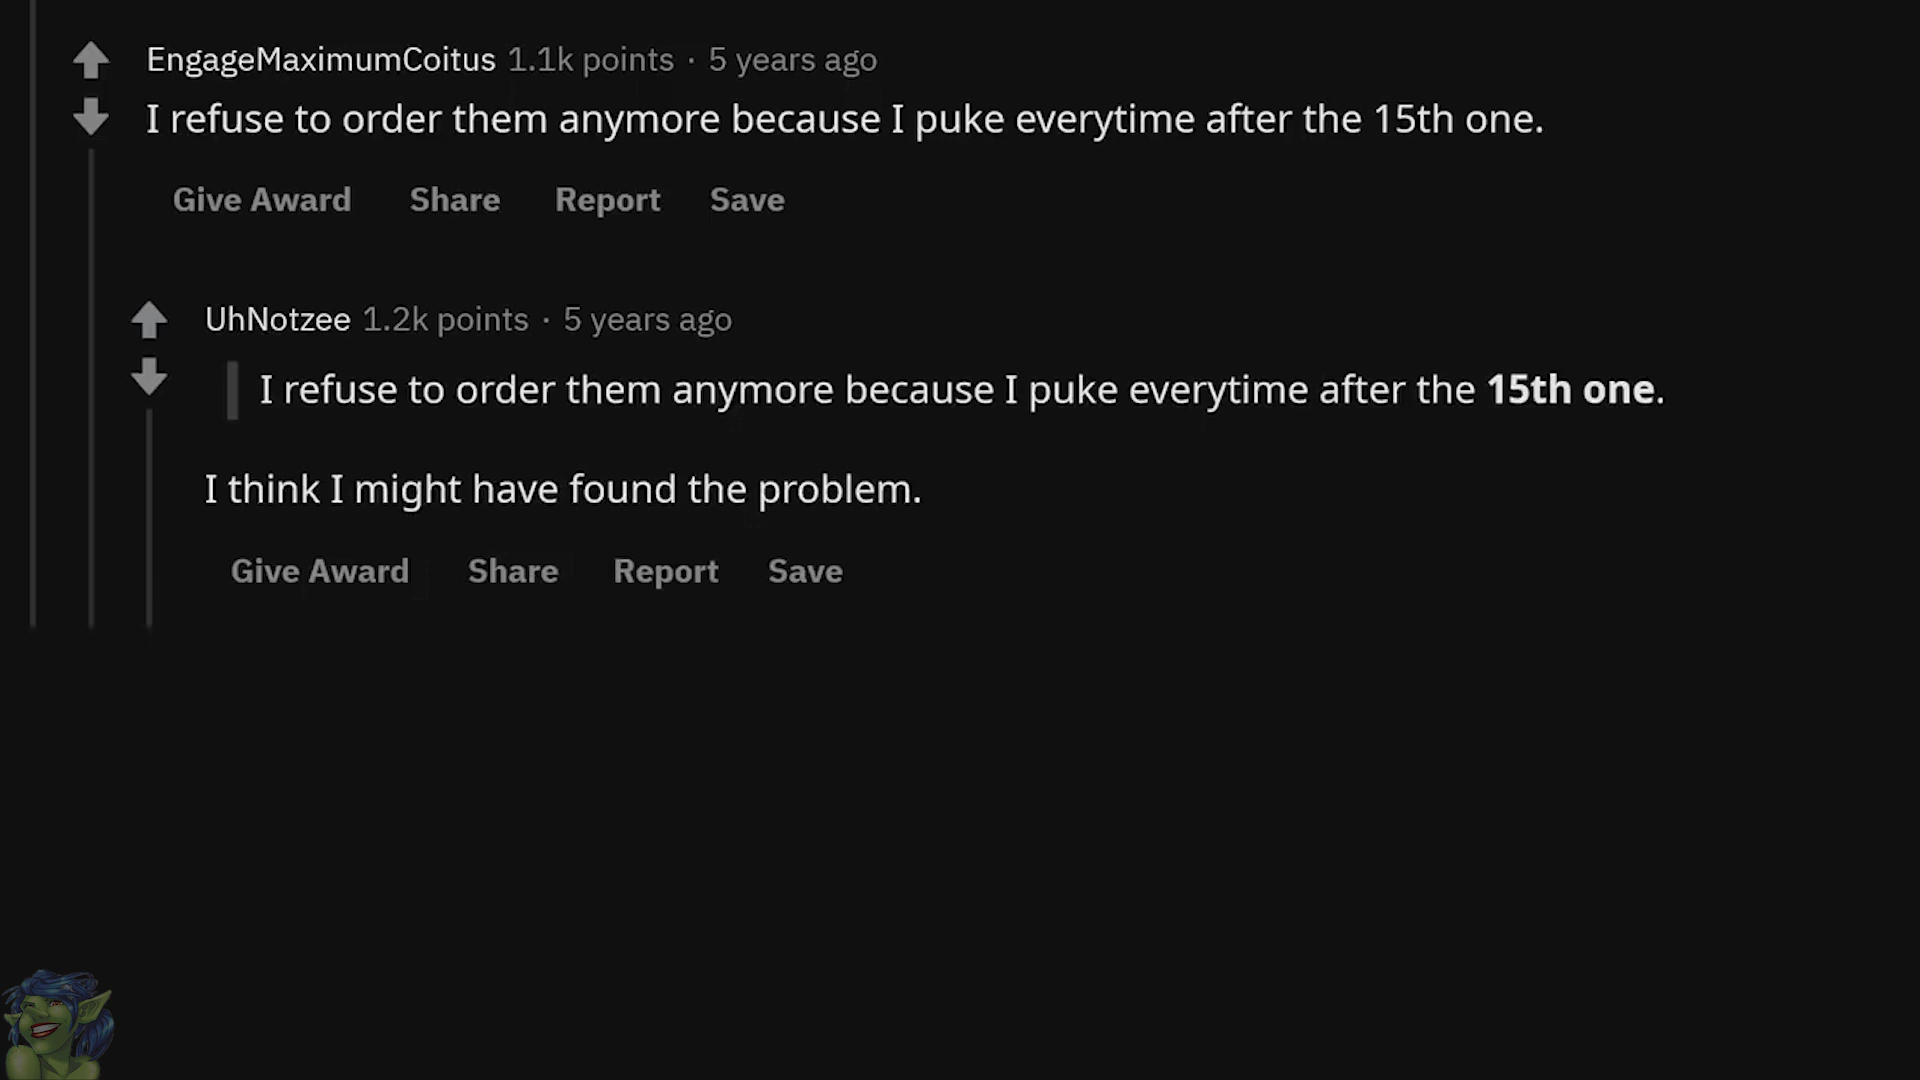 EngageMaximumCoitus 1.1k points · 5 years ago
I refuse to order them anymore because I puke everytime after the 15th one.
Give Award Share Report Save
UhNotzee 1.2k points · 5 years ago
I refuse to order them anymore because I puke everytime after the 15th one.
I think I might have found the problem.
Give Award Share Report Save